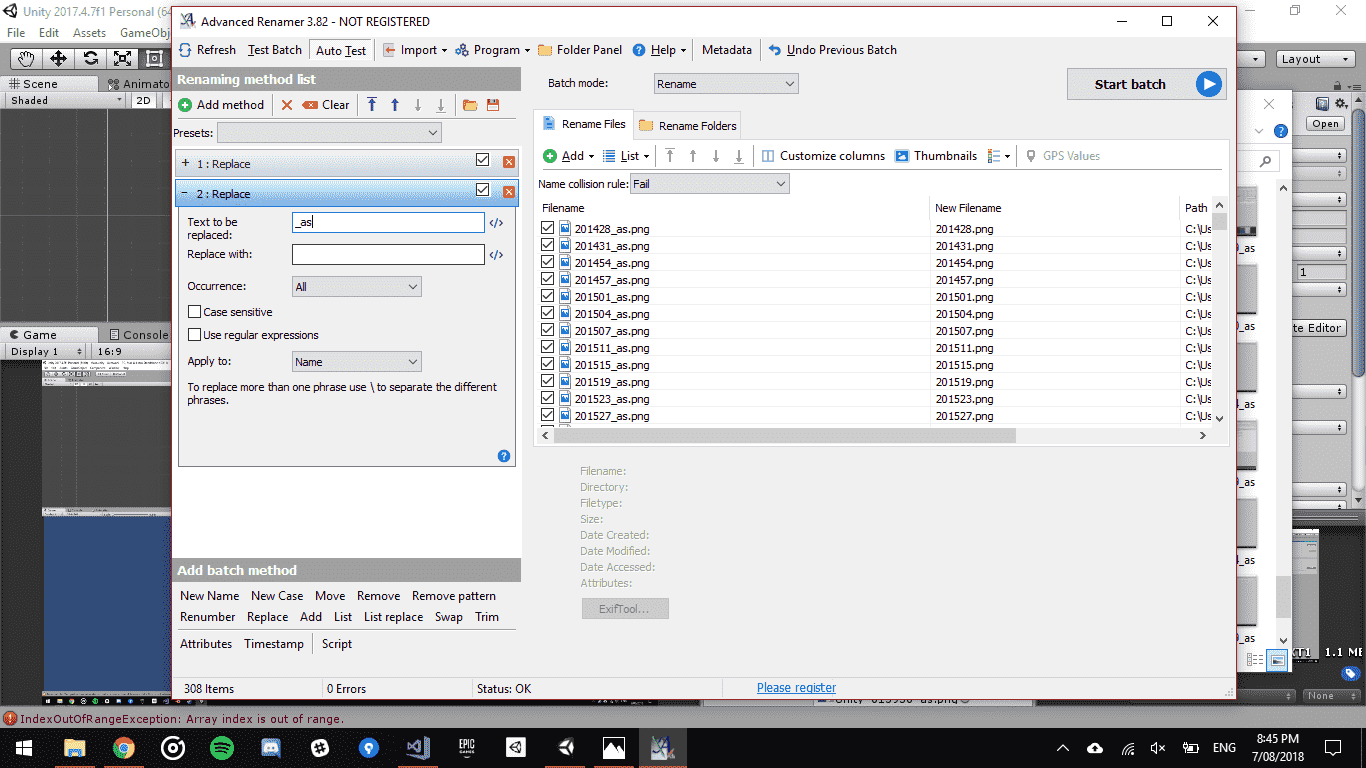 Unity 2017.4.7f1 Personal (64
Personal
File Edit Assets GameObj
Layout
Scene
Animato
Shaded
2D
Game
Console
Display 1
16:9
Advanced Renamer 3.82 - NOT REGISTERED
Refresh Test Batch Auto Test Import Program Folder Panel Help Metadata Undo Previous Batch
Renaming method list
Add method Clear
Presets:
1 : Replace
2 : Replace
Text to be replaced: _as
Replace with:
Occurrence: All
Case sensitive
Use regular expressions
Apply to: Name
To replace more than one phrase use \ to separate the different
phrases.
Add batch method
New Name New Case Move Remove Remove pattern
Renumber Replace Add List List replace Swap Trim
Attributes Timestamp Script
Batch mode: Rename
Start batch
Rename Files Rename Folders
Add List Customize columns Thumbnails GPS Values
Name collision rule: Fail
Filename New Filename Path
201428_as.png 201428.png C:\Us
201431_as.png 201431.png C:\Us
201454_as.png 201454.png C:\Us
201457_as.png 201457.png C:\Us
201501_as.png 201501.png C:\Us
201504_as.png 201504.png C:\Us
201507_as.png 201507.png C:\Us
201511_as.png 201511.png C:\Us
201515_as.png 201515.png C:\Us
201519_as.png 201519.png C:\Us
201523_as.png 201523.png C:\Us
201527_as.png 201527.png C:\Us
Filename:
Directory:
Filetype:
Size:
Date Created:
Date Modified:
Date Accessed:
Attributes:
ExifTool...
308 Items 0 Errors Status: OK Please register
Open
1
te Editor
1.1 ME
None
IndexOutOfRangeException: Array index is out of range.
EPIC
GAMES
ENG
8:45 PM
7/08/2018